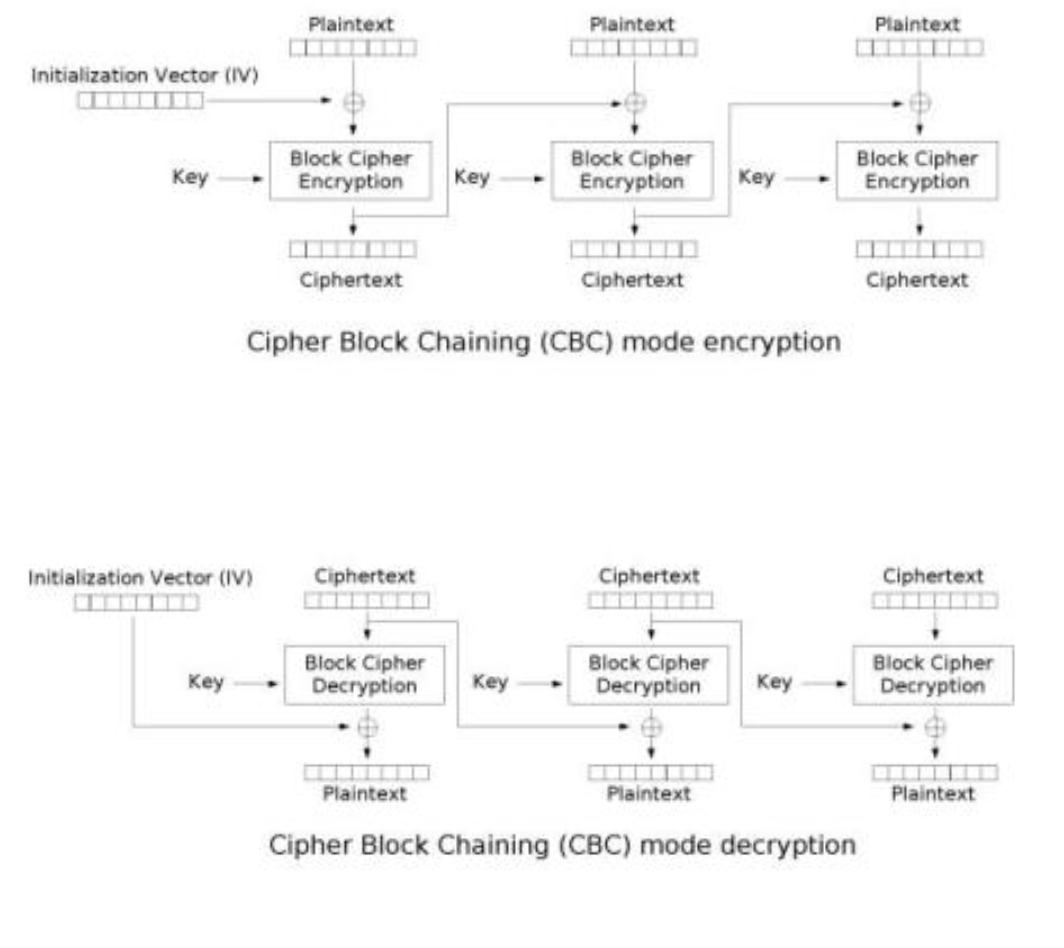 Plaintext Plaintext Plaintext
Initialization Vector (IV)
Block Cipher Block Cipher Block Cipher
Key Encryption Key Encryption Key Encryption
Ciphertext Ciphertext Ciphertext
Cipher Block Chaining (CBC) mode encryption
Initialization Vector (IV) Ciphertext Ciphertext Ciphertext
Block Cipher Block Cipher Block Cipher
Key Decryption Key Decryption Key Decryption
Plaintext Plaintext Plaintext
Cipher Block Chaining (CBC) mode decryption